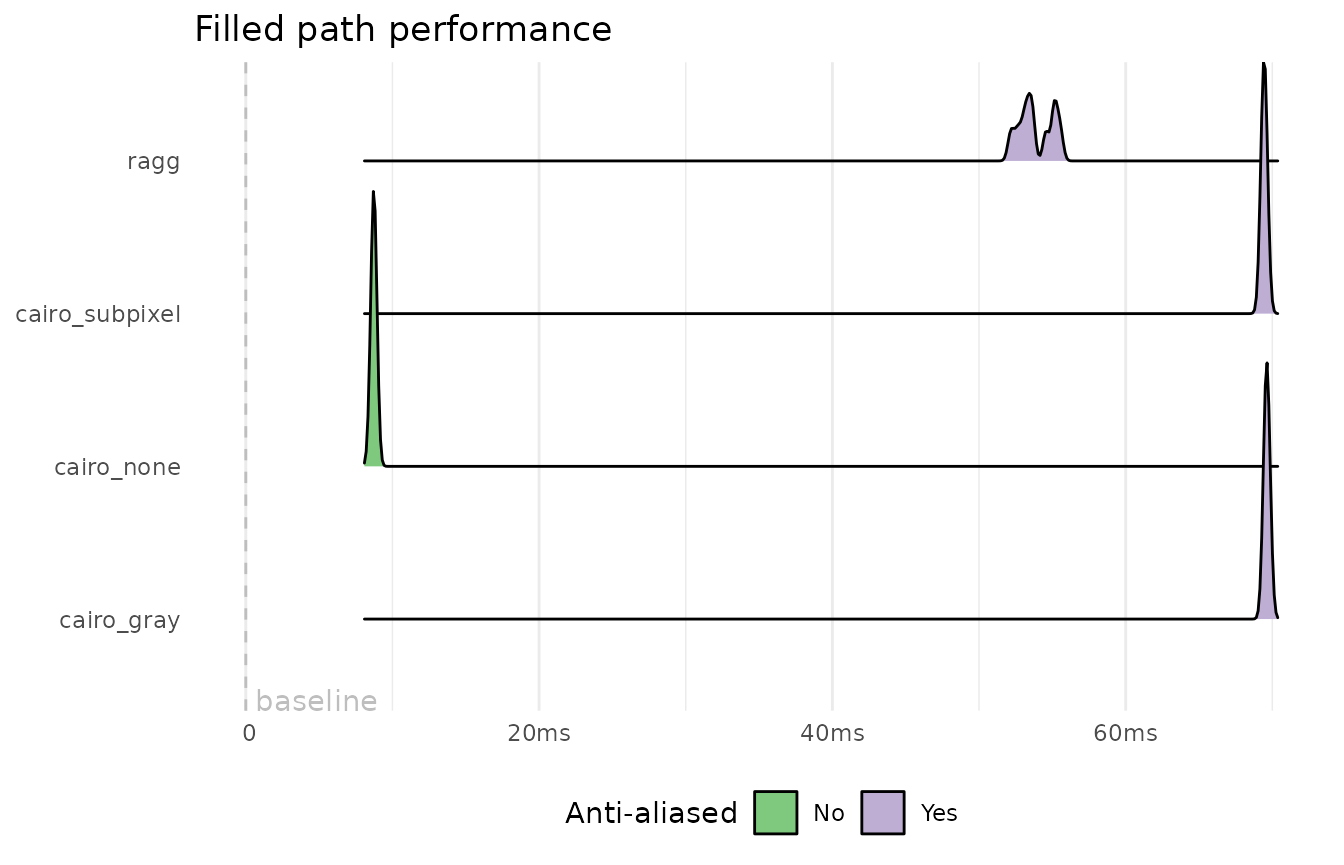 Filled path performance
ragg
cairo_subpixel
cairo_none
cairo_gray
baseline
0 20ms 40ms 60ms
Anti-aliased No Yes